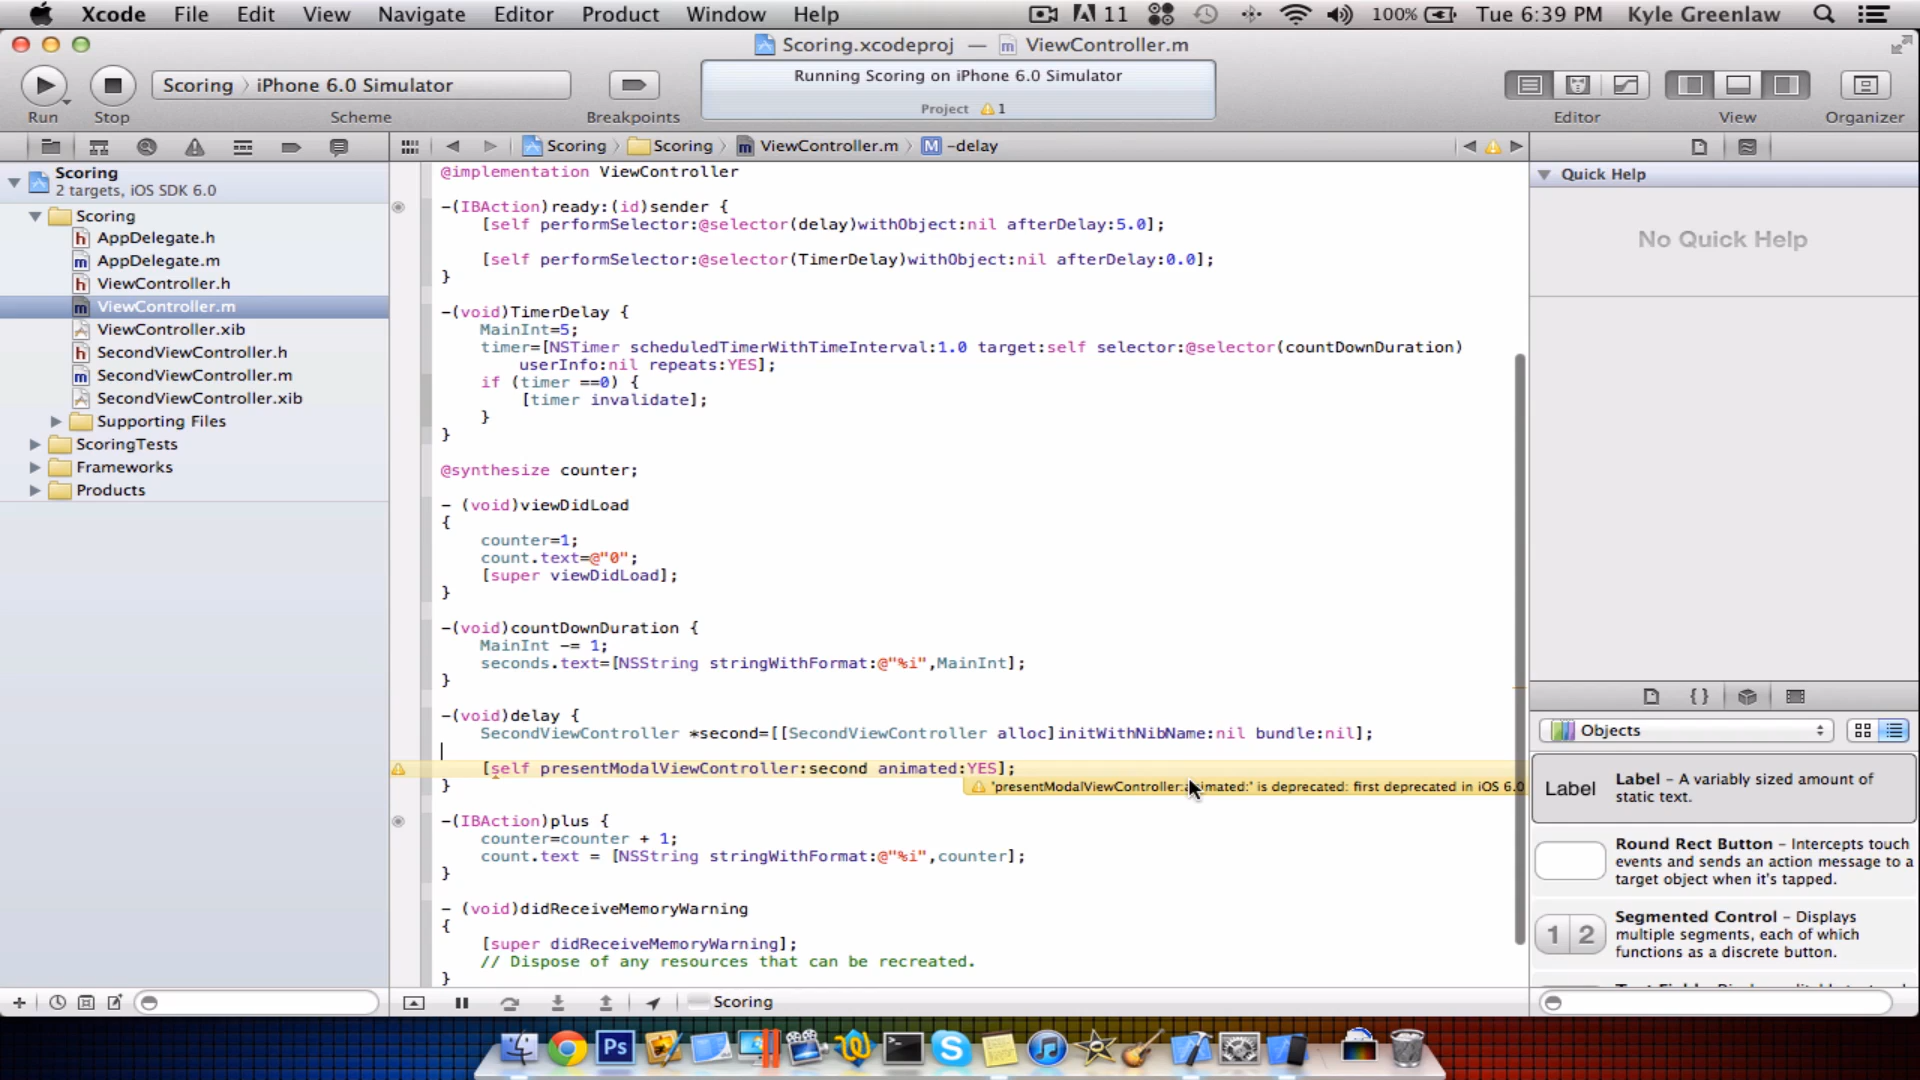 Xcode File Edit View Navigate Editor Product Window Help 11 100% Tue 6:39 PM Kyle Greenlaw
Scoring.xcodeproj — ViewController.m
Scoring iPhone 6.0 Simulator
Running Scoring on iPhone 6.0 Simulator
Project 1
Run Stop Scheme Breakpoints Editor View Organizer
Scoring Scoring ViewController.m M -delay
Scoring
2 targets, iOS SDK 6.0
Scoring
h AppDelegate.h
m AppDelegate.m
h ViewController.h
m ViewController.m
ViewController.xib
h SecondViewController.h
m SecondViewController.m
SecondViewController.xib
Supporting Files
ScoringTests
Frameworks
Products
@implementation ViewController
-(IBAction)ready:(id)sender {
[self performSelector:@selector(delay)withObject:nil afterDelay:5.0];
[self performSelector:@selector(TimerDelay)withObject:nil afterDelay:0.0];
}
-(void)TimerDelay {
MainInt=5;
timer=[NSTimer scheduledTimerWithTimeInterval:1.0 target:self selector:@selector(countDownDuration)
userInfo:nil repeats:YES];
if (timer ==0) {
[timer invalidate];
}
}
@synthesize counter;
- (void)viewDidLoad
{
counter=1;
count.text=@"0";
[super viewDidLoad];
}
-(void)countDownDuration {
MainInt -= 1;
seconds.text=[NSString stringWithFormat:@"%i",MainInt];
}
-(void)delay {
SecondViewController *second=[[SecondViewController alloc]initWithNibName:nil bundle:nil];
[self presentModalViewController:second animated:YES];
} 'presentModalViewController:animated:' is deprecated: first deprecated in iOS 6.0
-(IBAction)plus {
counter=counter + 1;
count.text = [NSString stringWithFormat:@"%i",counter];
}
- (void)didReceiveMemoryWarning
{
[super didReceiveMemoryWarning];
// Dispose of any resources that can be recreated.
}
Scoring
Quick Help
No Quick Help
{ }
Objects
Label
Label - A variably sized amount of
static text.
Round Rect Button - Intercepts touch
events and sends an action message to a
target object when it's tapped.
1 2
Segmented Control - Displays
multiple segments, each of which
functions as a discrete button.
Ps